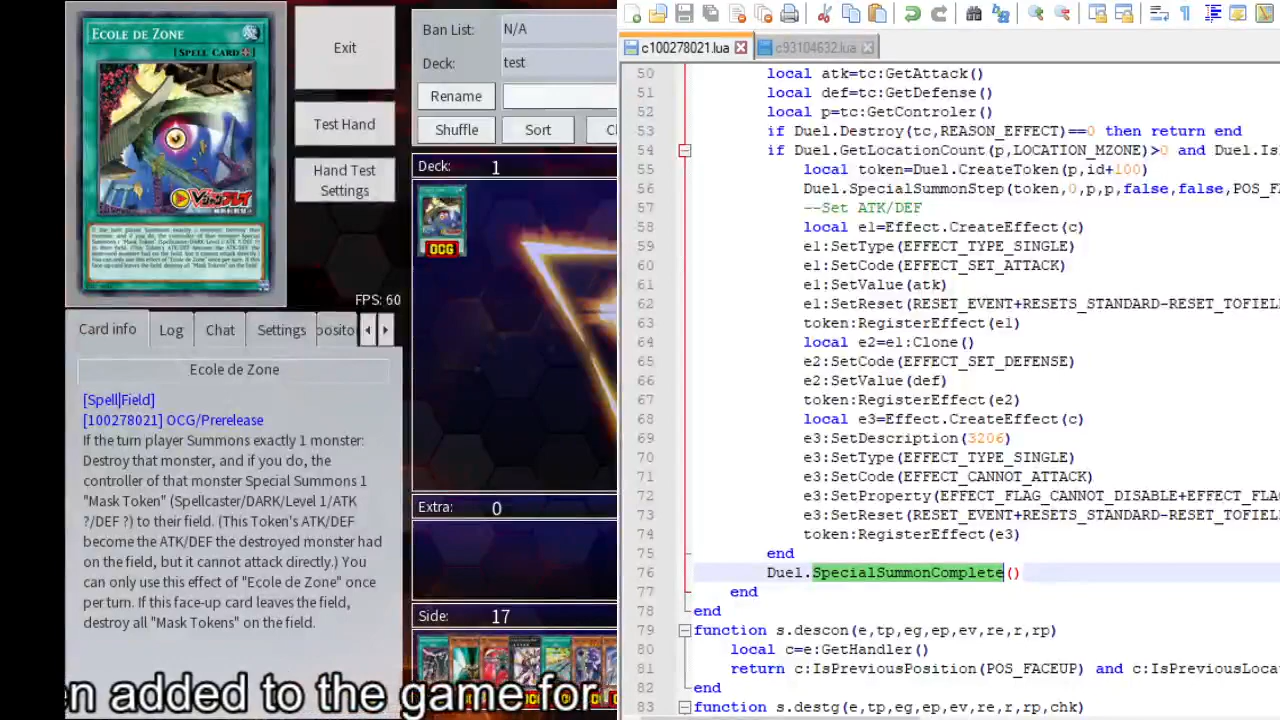 ECOLE DE ZONE
[SPELL CARD]
Exit
Test Hand
Hand Test
Settings
FPS: 60
Ban List:
N/A
Deck:
test
Rename
Shuffle
Sort
Deck:
1
OCG
Extra:
0
Side:
17
Card info
Log
Chat
Settings
posito
Ecole de Zone
[Spell|Field]
[100278021] OCG/Prerelease
If the turn player Summons exactly 1 monster:
Destroy that monster, and if you do, the
controller of that monster Special Summons 1
"Mask Token" (Spellcaster/DARK/Level 1/ATK
?/DEF ?) to their field. (This Token's ATK/DEF
become the ATK/DEF the destroyed monster had
on the field, but it cannot attack directly.) You
can only use this effect of "Ecole de Zone" once
per turn. If this face-up card leaves the field,
destroy all "Mask Tokens" on the field.
en added to the game for
c100278021.lua
c93104632.lua
50 local atk=tc:GetAttack()
51 local def=tc:GetDefense()
52 local p=tc:GetControler()
53 if Duel.Destroy(tc,REASON_EFFECT)==0 then return end
54 if Duel.GetLocationCount(p,LOCATION_MZONE)>0 and Duel.Is
55 local token=Duel.CreateToken(p,id+100)
56 Duel.SpecialSummonStep(token,0,p,p,false,false,POS_F
57 --Set ATK/DEF
58 local e1=Effect.CreateEffect(c)
59 e1:SetType(EFFECT_TYPE_SINGLE)
60 e1:SetCode(EFFECT_SET_ATTACK)
61 e1:SetValue(atk)
62 e1:SetReset(RESET_EVENT+RESETS_STANDARD-RESET_TOFIEL
63 token:RegisterEffect(e1)
64 local e2=e1:Clone()
65 e2:SetCode(EFFECT_SET_DEFENSE)
66 e2:SetValue(def)
67 token:RegisterEffect(e2)
68 local e3=Effect.CreateEffect(c)
69 e3:SetDescription(3206)
70 e3:SetType(EFFECT_TYPE_SINGLE)
71 e3:SetCode(EFFECT_CANNOT_ATTACK)
72 e3:SetProperty(EFFECT_FLAG_CANNOT_DISABLE+EFFECT_FLA
73 e3:SetReset(RESET_EVENT+RESETS_STANDARD-RESET_TOFIEL
74 token:RegisterEffect(e3)
75 end
76 Duel.SpecialSummonComplete()
77 end
78 end
79 function s.descon(e,tp,eg,ep,ev,re,r,rp)
80 local c=e:GetHandler()
81 return c:IsPreviousPosition(POS_FACEUP) and c:IsPreviousLoca
82 end
83 function s.destg(e,tp,eg,ep,ev,re,r,rp,chk)